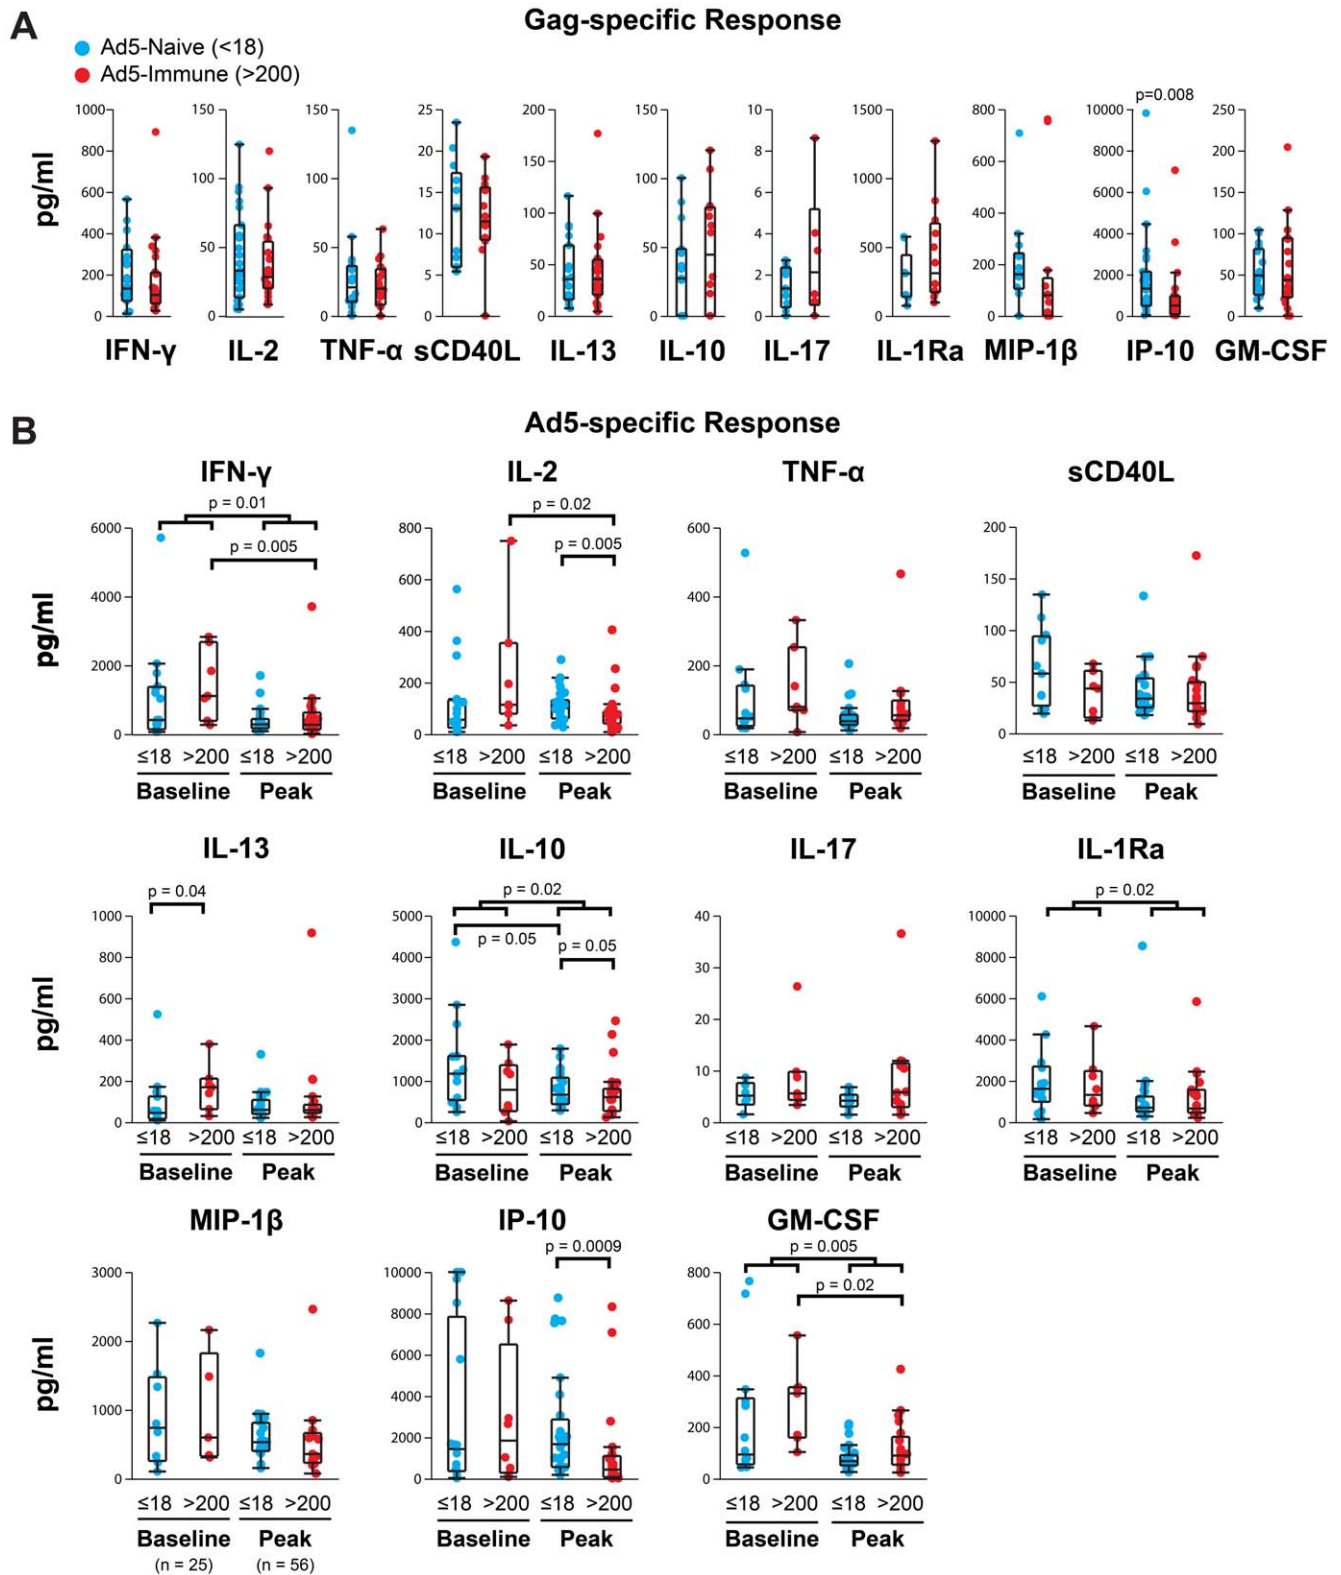 A
Gag-specific Response
Ad5-Naive (<18)
Ad5-Immune (>200)
p=0.008
pg/ml
1000 150 150 25 200 150 10 1500 800 10000 250
800 100 100 20 150 100 8 1000 600 8000 200
600 50 50 15 100 50 6 500 400 6000 150
400 0 0 10 50 0 4 0 200 4000 100
200 5 0 2 0 2000 50
0 0 0 0 0
IFN-γ IL-2 TNF-α sCD40L IL-13 IL-10 IL-17 IL-1Ra MIP-1β IP-10 GM-CSF
B
Ad5-specific Response
IFN-γ IL-2 TNF-α sCD40L
p = 0.01 p = 0.02
p = 0.005 p = 0.005
pg/ml
6000 800 600 200
4000 600 400 150
2000 400 200 100
0 200 0 50
0 0
≤18 >200 ≤18 >200 ≤18 >200 ≤18 >200 ≤18 >200 ≤18 >200 ≤18 >200 ≤18 >200
Baseline Peak Baseline Peak Baseline Peak Baseline Peak
IL-13 IL-10 IL-17 IL-1Ra
p = 0.04 p = 0.02 p = 0.02
p = 0.05 p = 0.05
pg/ml
1000 5000 40 10000
800 4000 30 8000
600 3000 20 6000
400 2000 10 4000
200 1000 0 2000
0 0 0
≤18 >200 ≤18 >200 ≤18 >200 ≤18 >200 ≤18 >200 ≤18 >200 ≤18 >200 ≤18 >200
Baseline Peak Baseline Peak Baseline Peak Baseline Peak
MIP-1β IP-10 GM-CSF
p = 0.0009 p = 0.005
p = 0.02
pg/ml
3000 10000 800
2000 8000 600
1000 6000 400
0 4000 200
2000 0
0
≤18 >200 ≤18 >200 ≤18 >200 ≤18 >200 ≤18 >200 ≤18 >200
Baseline Peak Baseline Peak Baseline Peak
(n = 25) (n = 56)